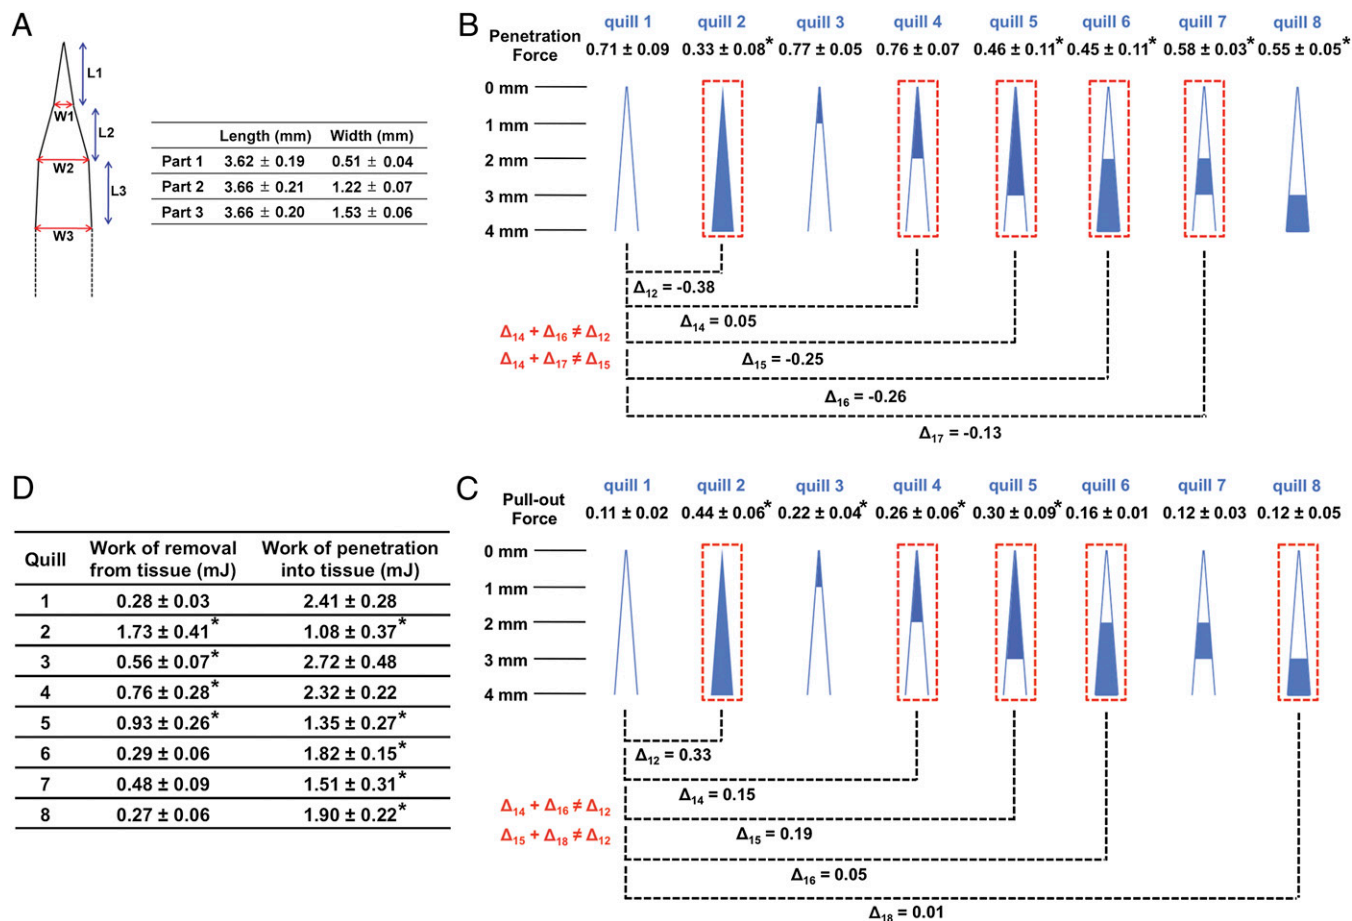 A
L1
W1
L2
W2
L3
W3
Length (mm) Width (mm)
Part 1 3.62 ± 0.19 0.51 ± 0.04
Part 2 3.66 ± 0.21 1.22 ± 0.07
Part 3 3.66 ± 0.20 1.53 ± 0.06
B
quill 1 quill 2 quill 3 quill 4 quill 5 quill 6 quill 7 quill 8
Penetration Force
0.71 ± 0.09 0.33 ± 0.08* 0.77 ± 0.05 0.76 ± 0.07 0.46 ± 0.11* 0.45 ± 0.11* 0.58 ± 0.03* 0.55 ± 0.05*
0 mm
1 mm
2 mm
3 mm
4 mm
Δ12 = -0.38
Δ14 = 0.05
Δ14 + Δ16 ≠ Δ12
Δ14 + Δ17 ≠ Δ15
Δ15 = -0.25
Δ16 = -0.26
Δ17 = -0.13
C
quill 1 quill 2 quill 3 quill 4 quill 5 quill 6 quill 7 quill 8
Pull-out Force
0.11 ± 0.02 0.44 ± 0.06* 0.22 ± 0.04* 0.26 ± 0.06* 0.30 ± 0.09* 0.16 ± 0.01 0.12 ± 0.03 0.12 ± 0.05
0 mm
1 mm
2 mm
3 mm
4 mm
Δ12 = 0.33
Δ14 = 0.15
Δ14 + Δ16 ≠ Δ12
Δ15 + Δ18 ≠ Δ12
Δ15 = 0.19
Δ16 = 0.05
Δ18 = 0.01
D
Quill Work of removal from tissue (mJ) Work of penetration into tissue (mJ)
1 0.28 ± 0.03 2.41 ± 0.28
2 1.73 ± 0.41* 1.08 ± 0.37*
3 0.56 ± 0.07* 2.72 ± 0.48
4 0.76 ± 0.28* 2.32 ± 0.22
5 0.93 ± 0.26* 1.35 ± 0.27*
6 0.29 ± 0.06 1.82 ± 0.15*
7 0.48 ± 0.09 1.51 ± 0.31*
8 0.27 ± 0.06 1.90 ± 0.22*